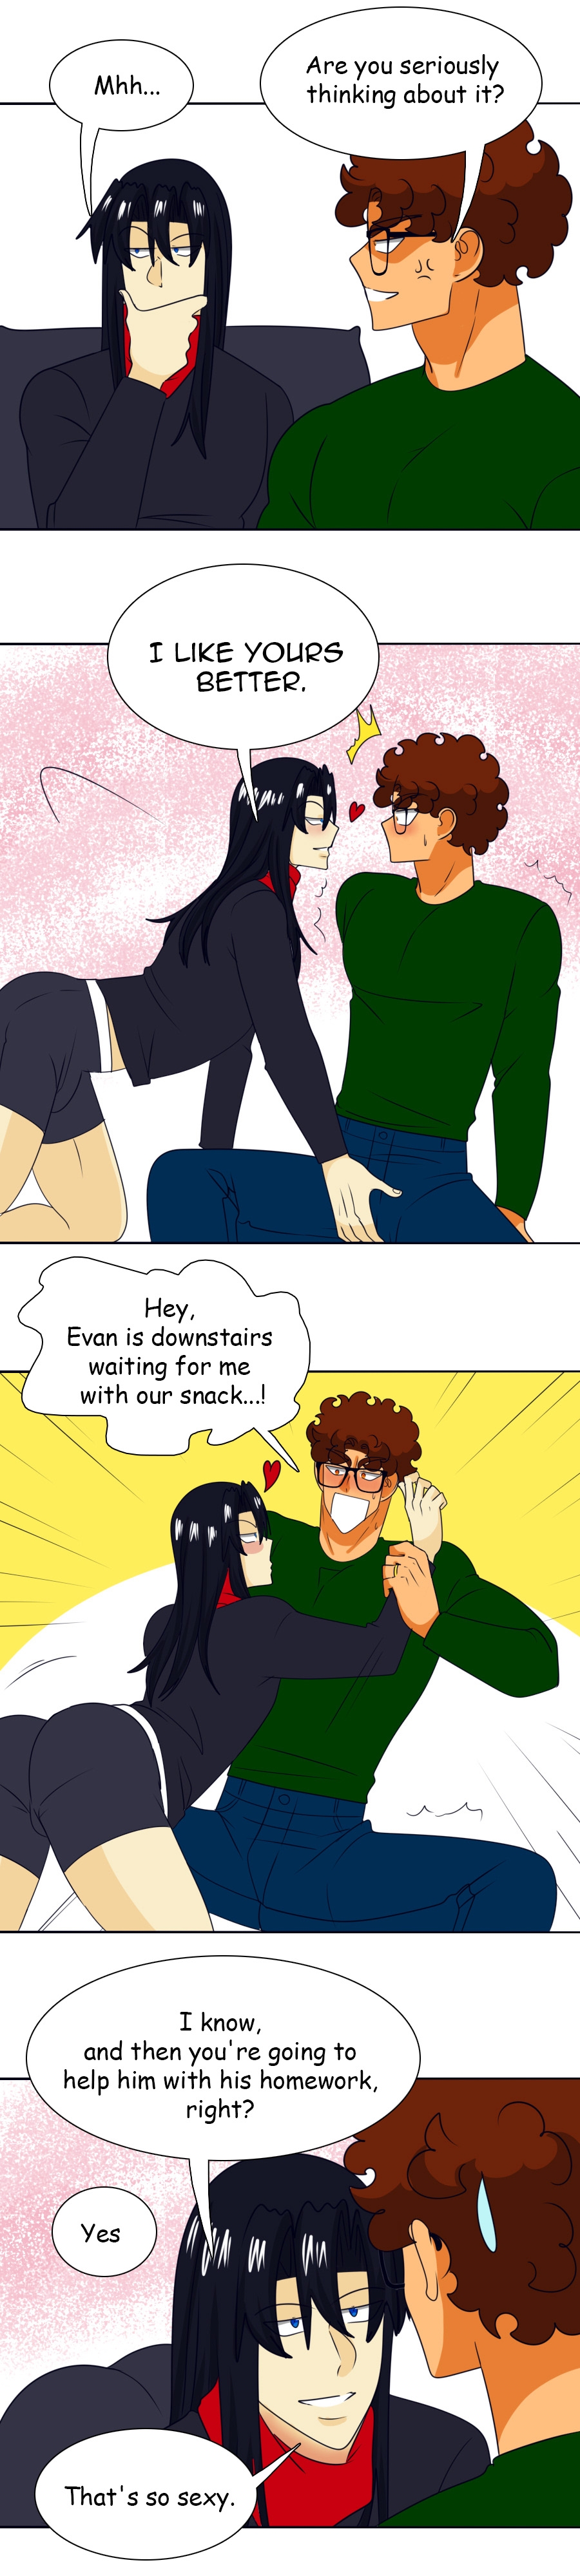 Mhh...
Are you seriously
thinking about it?
I LIKE YOURS
BETTER.
Hey,
Evan is downstairs
waiting for me
with our snack...!
I know,
and then you're going to
help him with his homework,
right?
Yes
That's so sexy.